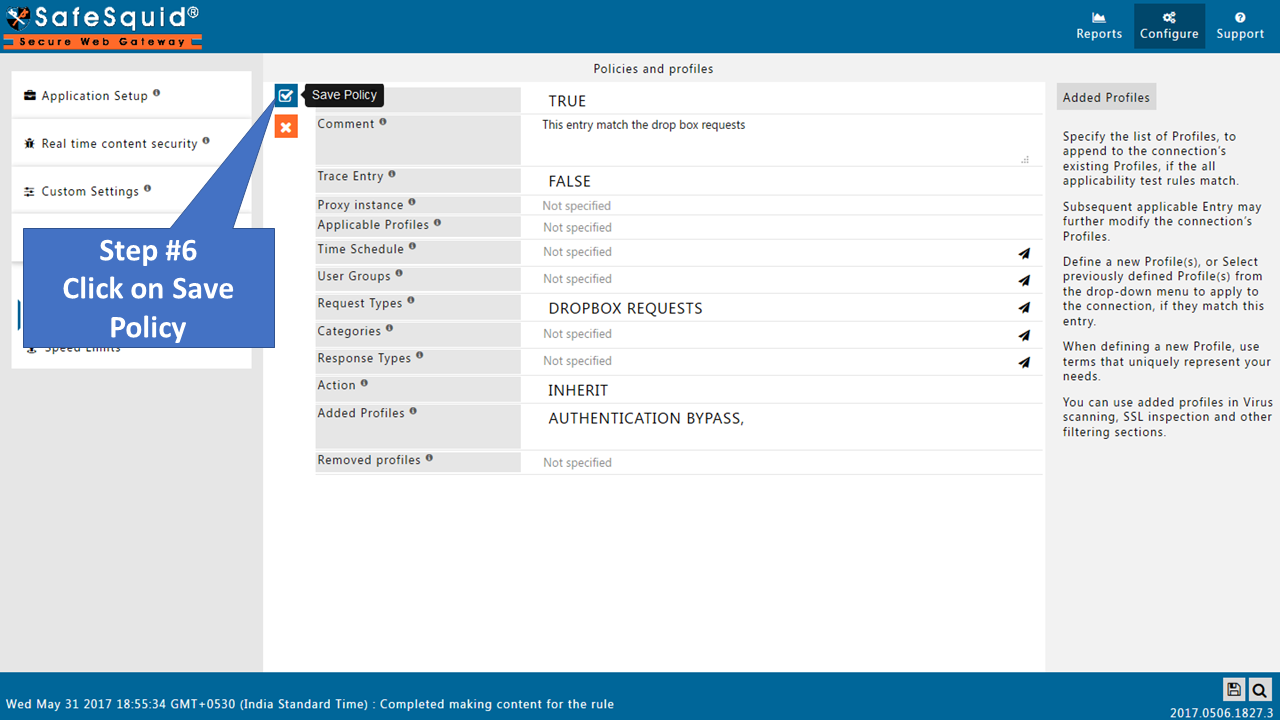 SafeSquid®
Secure Web Gateway
Reports
Configure
Support
Policies and profiles
Application Setup
Real time content security
Custom Settings
Speed Limits
Step #6
Click on Save
Policy
Save Policy
TRUE
Comment
This entry match the drop box requests
Trace Entry
FALSE
Proxy instance
Not specified
Applicable Profiles
Not specified
Time Schedule
Not specified
User Groups
Not specified
Request Types
DROPBOX REQUESTS
Categories
Not specified
Response Types
Not specified
Action
INHERIT
Added Profiles
AUTHENTICATION BYPASS,
Removed profiles
Not specified
Added Profiles
Specify the list of Profiles, to
append to the connection's
existing Profiles, if the all
applicability test rules match.
Subsequent applicable Entry may
further modify the connection's
Profiles.
Define a new Profile(s), or Select
previously defined Profile(s) from
the drop-down menu to apply to
the connection, if they match this
entry.
When defining a new Profile, use
terms that uniquely represent your
needs.
You can use added profiles in Virus
scanning, SSL inspection and other
filtering sections.
Wed May 31 2017 18:55:34 GMT+0530 (India Standard Time) : Completed making content for the rule
2017.0506.1827.3